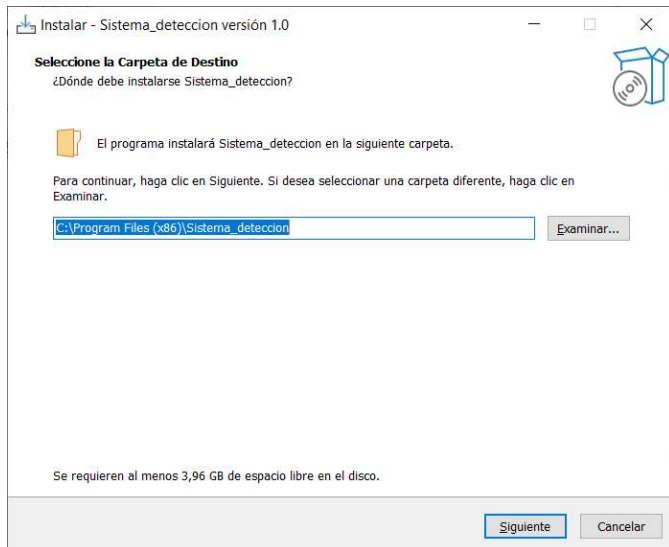 Instalar - Sistema_deteccion versión 1.0
Seleccione la Carpeta de Destino
¿Dónde debe instalarse Sistema_deteccion?
El programa instalará Sistema_deteccion en la siguiente carpeta.
Para continuar, haga clic en Siguiente. Si desea seleccionar una carpeta diferente, haga clic en
Examinar.
C:\Program Files (x86)\Sistema_deteccion
Examinar...
Se requieren al menos 3,96 GB de espacio libre en el disco.
Siguiente
Cancelar